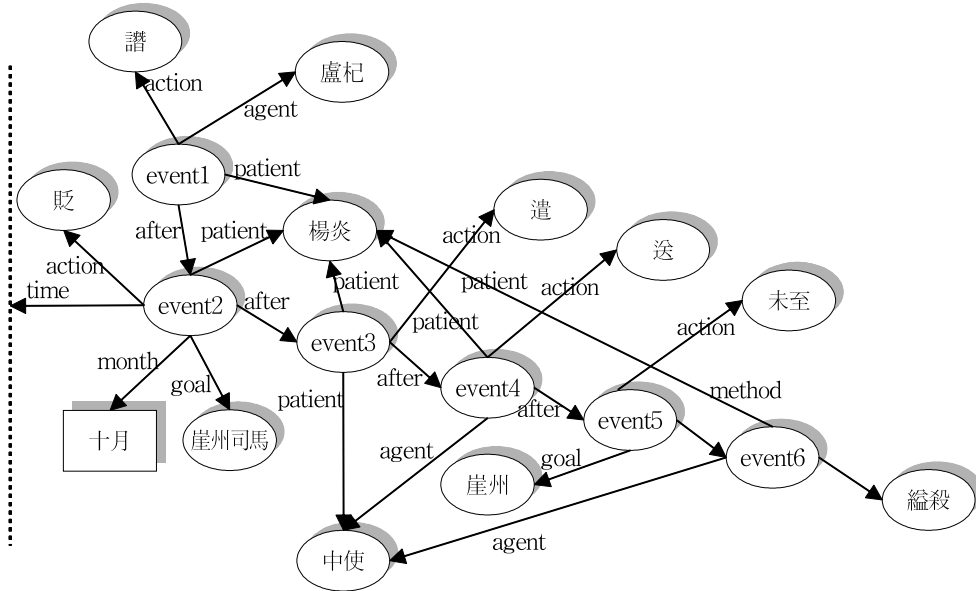 譖
盧杞
action
agent
event1
patient
貶
楊炎
遣
送
after
patient
action
action
time
event2
after
patient
patient
action
未至
event3
patient
action
month
goal
patient
after
event4
after
method
十月
崖州司馬
agent
event5
goal
event6
崖州
縊殺
agent
中使